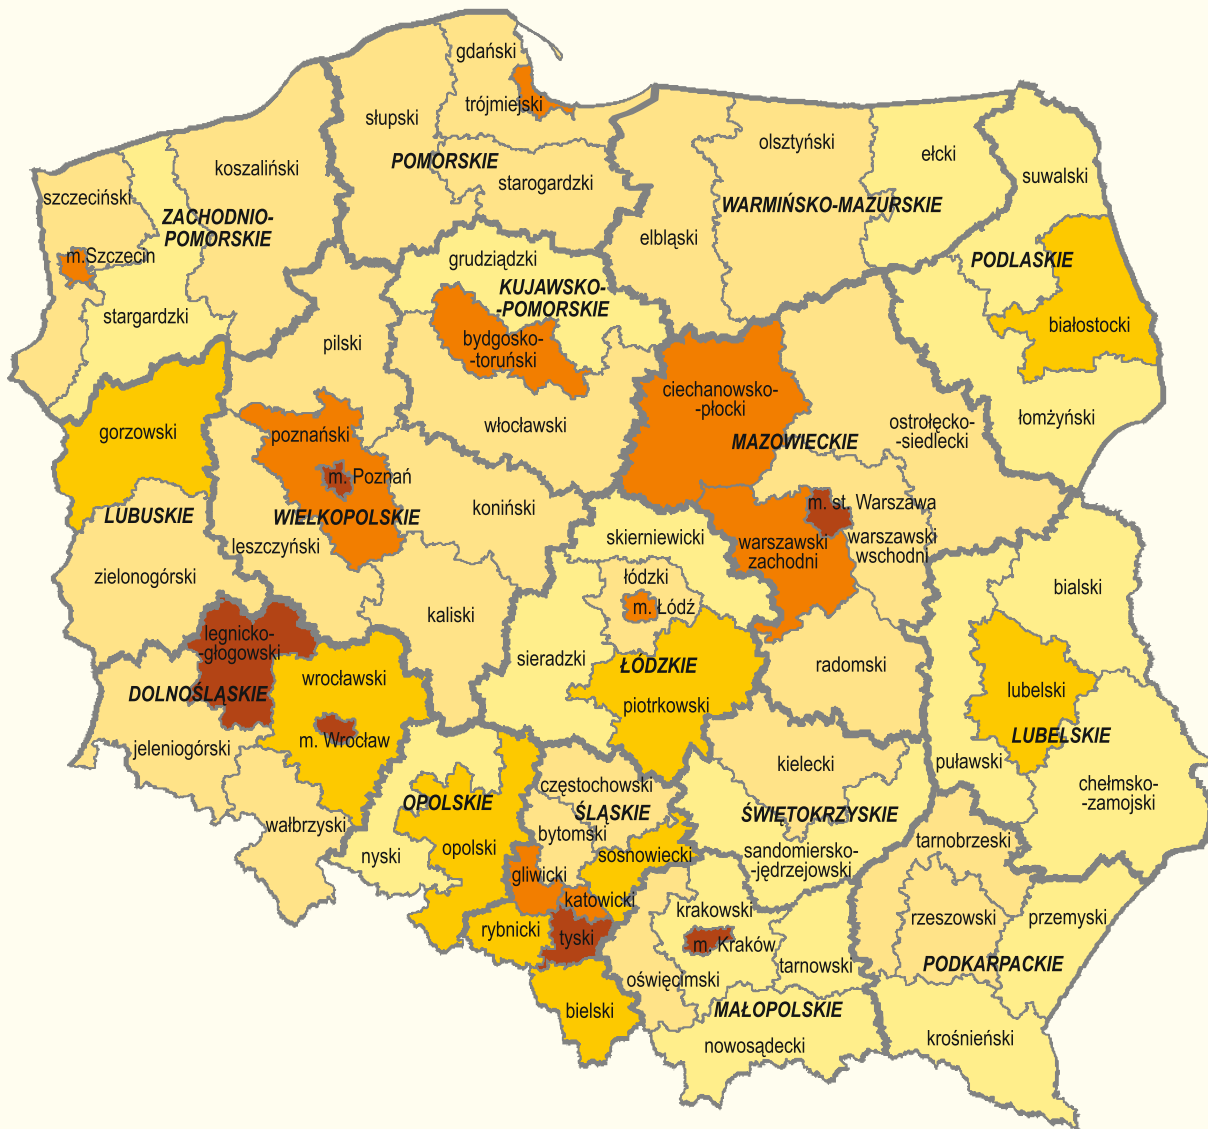 gdański
trójmiejski
słupski
POMORSKIE
starogardzki
koszaliński
szczeciński
ZACHODNIO-
-POMORSKIE
m.Szczecin
stargardzki
olsztyński
ełcki
suwalski
WARMIŃSKO-MAZURSKIE
elbląski
PODLASKIE
białostocki
łomżyński
grudziądzki
KUJAWSKO-
-POMORSKIE
bydgosko-
-toruński
włocławski
pilski
gorzowski
poznański
m. Poznań
WIELKOPOLSKIE
koniński
leszczyński
kaliski
LUBUSKIE
zielonogórski
ciechanowsko-
-płocki
MAZOWIECKIE
ostrołęcko-
-siedlecki
m. st. Warszawa
warszawski
zachodni
warszawski
wschodni
radomski
skierniewicki
łódzki
m. Łódź
sieradzki
ŁÓDZKIE
piotrkowski
legnicko-
-głogowski
wrocławski
DOLNOŚLĄSKIE
m. Wrocław
jeleniogórski
wałbrzyski
bialski
lubelski
LUBELSKIE
puławski
chełmsko-
-zamojski
OPOLSKIE
nyski
opolski
częstochowski
ŚLĄSKIE
bytomski
sosnowiecki
gliwicki
katowicki
rybnicki
tyski
bielski
kielecki
ŚWIĘTOKRZYSKIE
sandomiersko-
-jędrzejowski
krakowski
m. Kraków
tarnowski
oświęcimski
MAŁOPOLSKIE
nowosądecki
tarnobrzeski
rzeszowski
przemyski
PODKARPACKIE
krośnieński